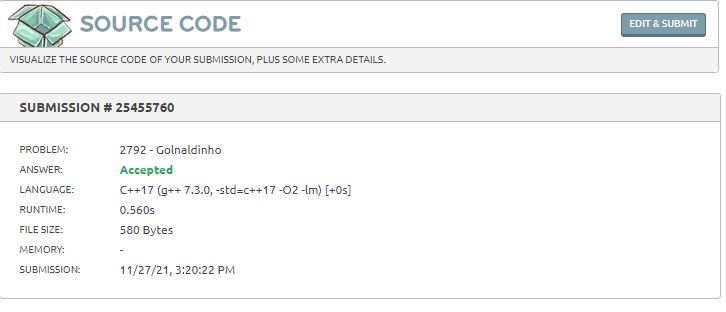 SOURCE CODE
EDIT & SUBMIT
VISUALIZE THE SOURCE CODE OF YOUR SUBMISSION, PLUS SOME EXTRA DETAILS.
SUBMISSION # 25455760
PROBLEM: 2792 - Golnaldinho
ANSWER: Accepted
LANGUAGE: C++17 (g++ 7.3.0, -std=c++17 -O2 -lm) [+0s]
RUNTIME: 0.560s
FILE SIZE: 580 Bytes
MEMORY: -
SUBMISSION: 11/27/21, 3:20:22 PM